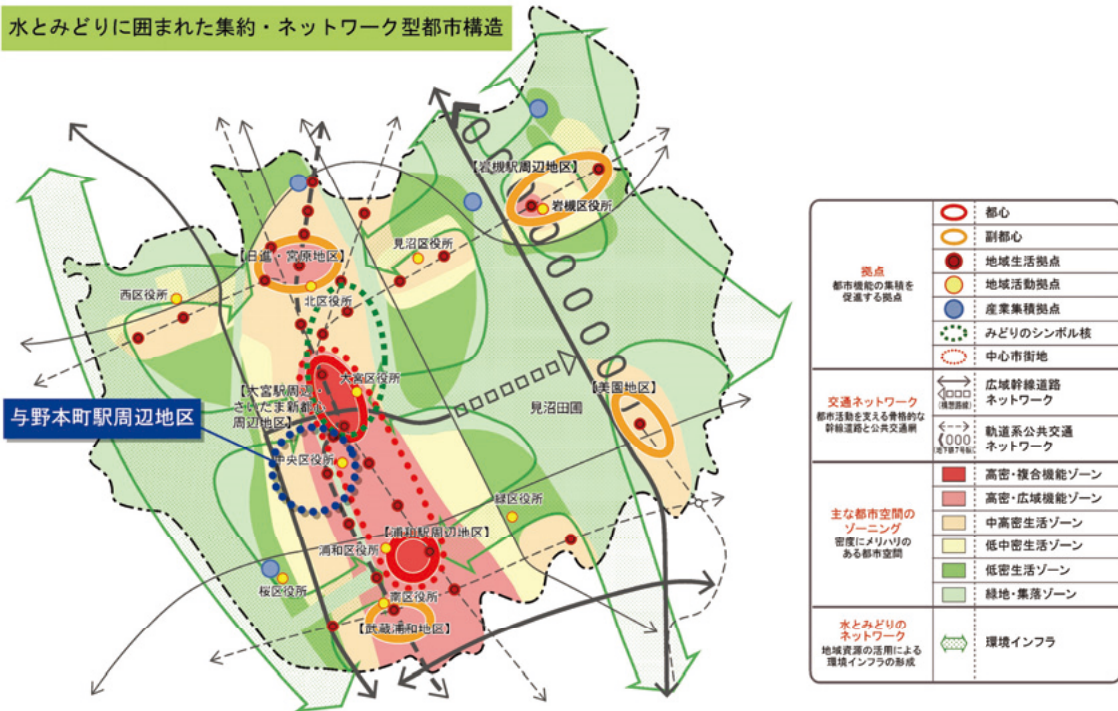 水とみどりに囲まれた集約・ネットワーク型都市構造
【岩槻駅周辺地区】
岩槻区役所
見沼区役所
【日進・宮原地区】
西区役所
北区役所
大宮区役所
【大宮駅周辺・
さいたま新都心
周辺地区】
【美園地区】
見沼田圃
与野本町駅周辺地区
中央区役所
緑区役所
【浦和駅周辺地区】
浦和区役所
桜区役所
南区役所
【武蔵浦和地区】
拠点
都市機能の集積を
促進する拠点
都心
副都心
地域生活拠点
地域活動拠点
産業集積拠点
みどりのシンボル核
中心市街地
交通ネットワーク
都市活動を支える骨格的な
幹線道路と公共交通網
広域幹線道路
ネットワーク
(構想路線)
軌道系公共交通
ネットワーク
(地下鉄7号線)
主な都市空間の
ゾーニング
密度にメリハリの
ある都市空間
高密・複合機能ゾーン
高密・広域機能ゾーン
中高密生活ゾーン
低中密生活ゾーン
低密生活ゾーン
緑地・集落ゾーン
水とみどりの
ネットワーク
地域資源の活用による
環境インフラの形成
環境インフラ